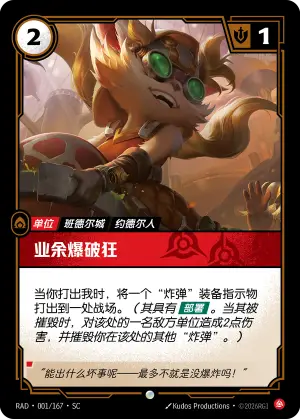 2
1
单位 班德尔城 约德尔人
业余爆破狂
当你打出我时，将一个“炸弹”装备指示物
打出到一处战场。（其具有 部署 。当其被
摧毁时，对该处的一名敌方单位造成2点伤
害，并摧毁你在该处的其他“炸弹”。）
“能出什么坏事呢——最多不就是没爆炸吗！”
RAD • 001/167 • SC Kudos Productions • ©2026RGI